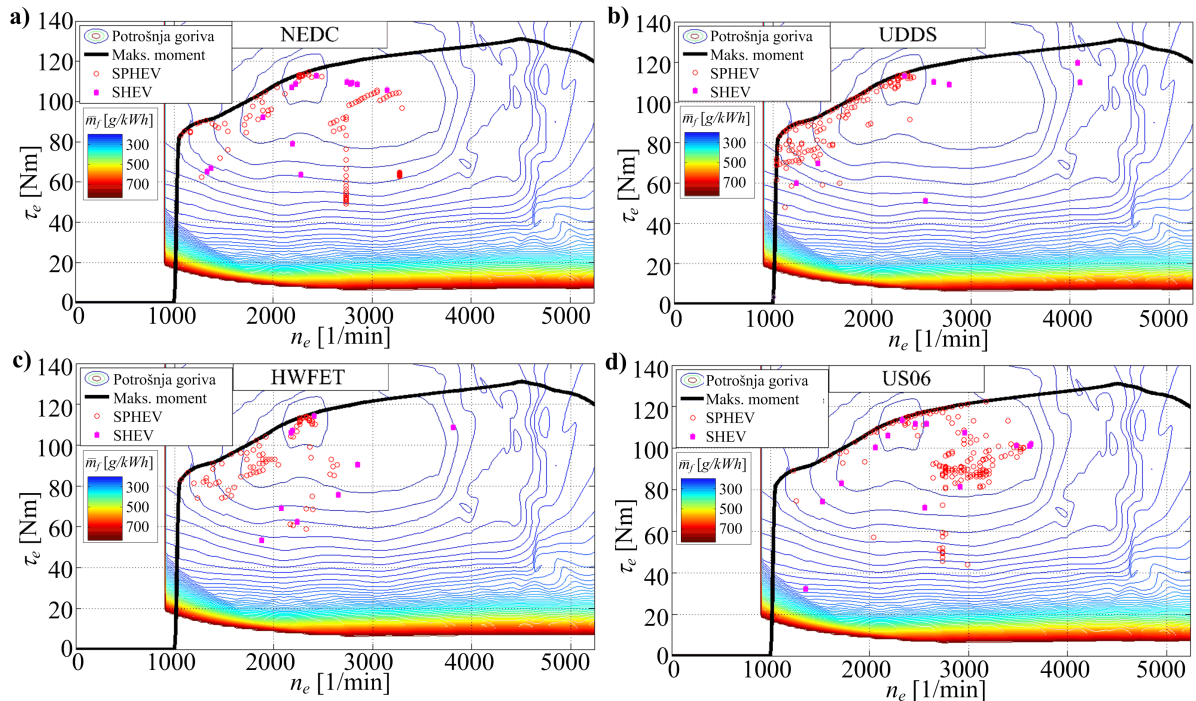 a)
NEDC
Potrošnja goriva
Maks. moment
SPHEV
SHEV
m̅f [g/kWh]
300
500
700
τe [Nm]
140
120
100
80
60
40
20
0
0 1000 2000 3000 4000 5000
ne [1/min]
b)
UDDS
Potrošnja goriva
Maks. moment
SPHEV
SHEV
m̅f [g/kWh]
300
500
700
τe [Nm]
140
120
100
80
60
40
20
0
0 1000 2000 3000 4000 5000
ne [1/min]
c)
HWFET
Potrošnja goriva
Maks. moment
SPHEV
SHEV
m̅f [g/kWh]
300
500
700
τe [Nm]
140
120
100
80
60
40
20
0
0 1000 2000 3000 4000 5000
ne [1/min]
d)
US06
Potrošnja goriva
Maks. moment
SPHEV
SHEV
m̅f [g/kWh]
300
500
700
τe [Nm]
140
120
100
80
60
40
20
0
0 1000 2000 3000 4000 5000
ne [1/min]